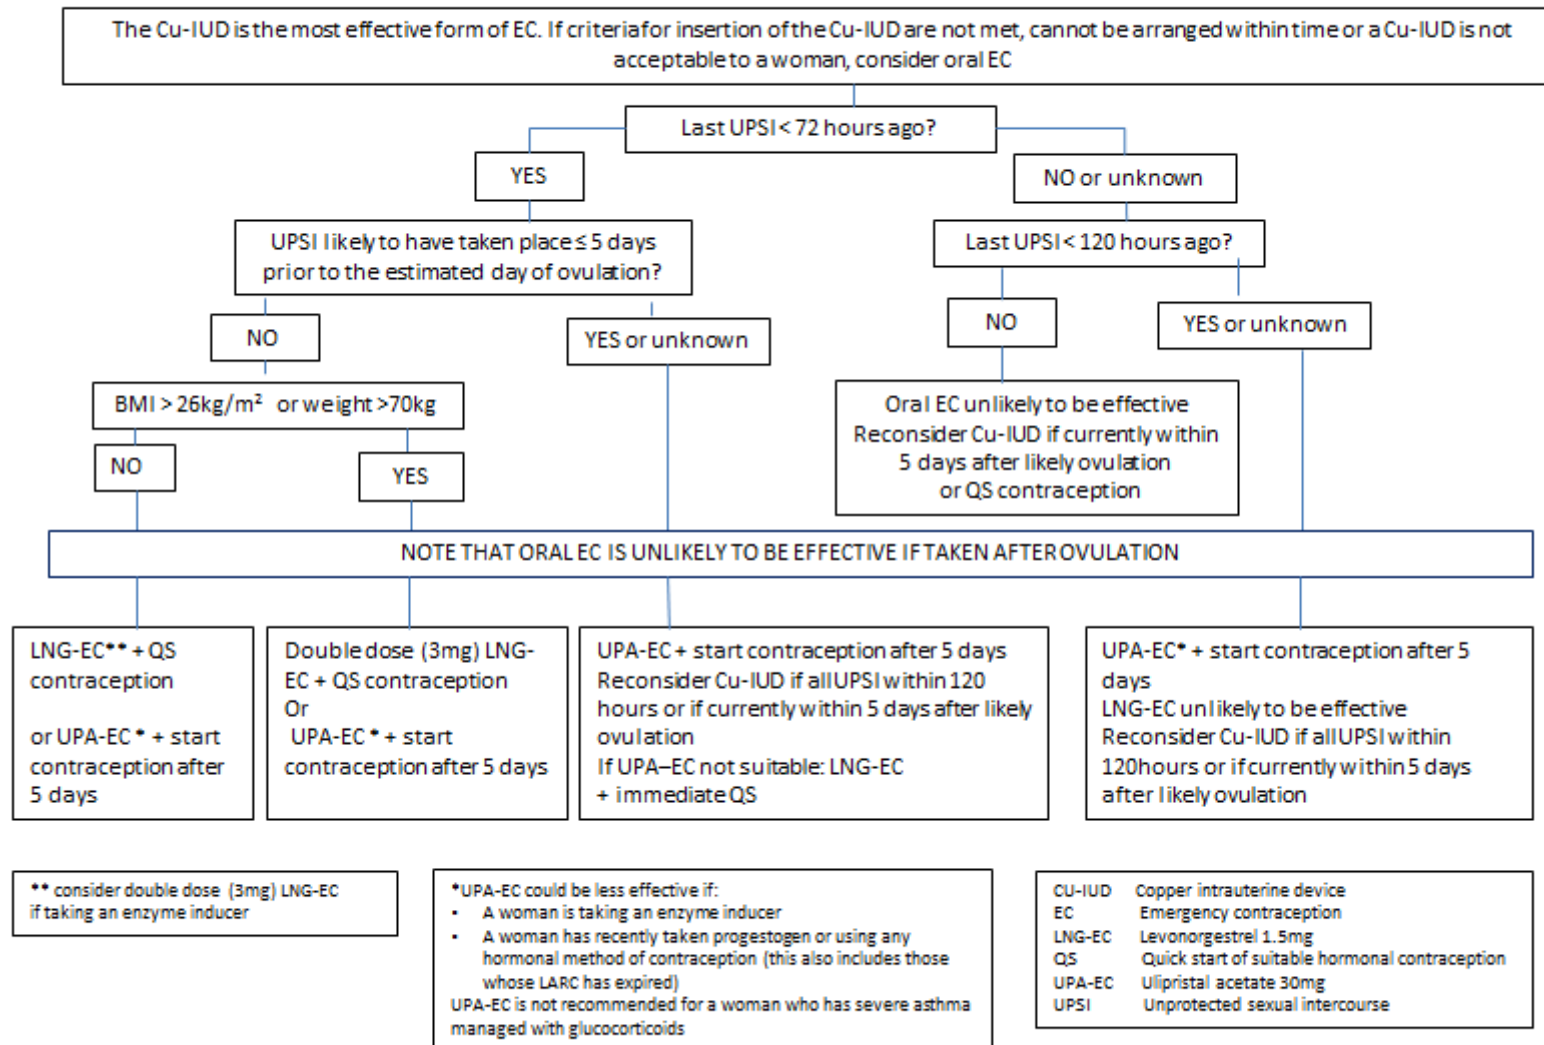 The Cu-IUD is the most effective form of EC. If criteria for insertion of the Cu-IUD are not met, cannot be arranged within time or a Cu-IUD is not
acceptable to a woman, consider oral EC
Last UPSI < 72 hours ago?
YES
NO or unknown
UPSI likely to have taken place ≤ 5 days
prior to the estimated day of ovulation?
Last UPSI < 120 hours ago?
NO
YES or unknown
NO
YES or unknown
BMI > 26kg/m² or weight >70kg
NO
YES
Oral EC unlikely to be effective
Reconsider Cu-IUD if currently within
5 days after likely ovulation
or QS contraception
NOTE THAT ORAL EC IS UNLIKELY TO BE EFFECTIVE IF TAKEN AFTER OVULATION
LNG-EC** + QS
contraception
or UPA-EC * + start
contraception after
5 days
Double dose (3mg) LNG-
EC + QS contraception
Or
UPA-EC * + start
contraception after 5 days
UPA-EC + start contraception after 5 days
Reconsider Cu-IUD if all UPSI within 120
hours or if currently within 5 days after likely
ovulation
If UPA–EC not suitable: LNG-EC
+ immediate QS
UPA-EC* + start contraception after 5
days
LNG-EC unlikely to be effective
Reconsider Cu-IUD if all UPSI within
120hours or if currently within 5 days
after likely ovulation
** consider double dose (3mg) LNG-EC
if taking an enzyme inducer
*UPA-EC could be less effective if:
• A woman is taking an enzyme inducer
• A woman has recently taken progestogen or using any
hormonal method of contraception (this also includes those
whose LARC has expired)
UPA-EC is not recommended for a woman who has severe asthma
managed with glucocorticoids
CU-IUD Copper intrauterine device
EC Emergency contraception
LNG-EC Levonorgestrel 1.5mg
QS Quick start of suitable hormonal contraception
UPA-EC Ulipristal acetate 30mg
UPSI Unprotected sexual intercourse